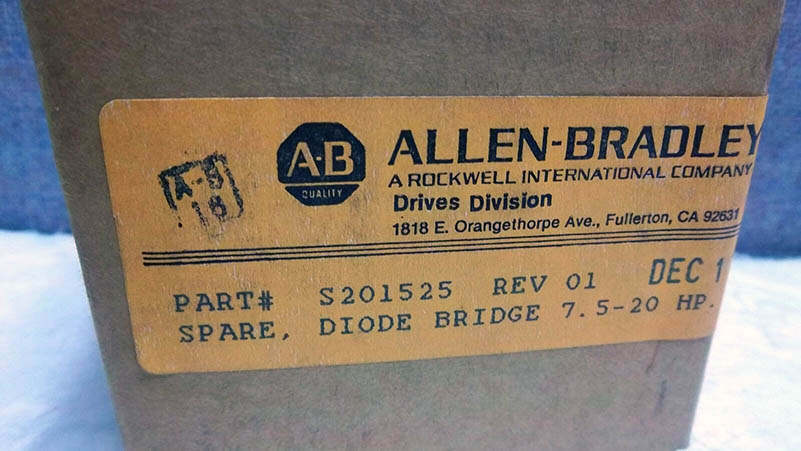 A-B
18
A-B
QUALITY
ALLEN-BRADLEY
A ROCKWELL INTERNATIONAL COMPANY
Drives Division
1818 E. Orangethorpe Ave., Fullerton, CA 92631
DEC 1
PART# S201525 REV 01
SPARE, DIODE BRIDGE 7.5-20 HP.